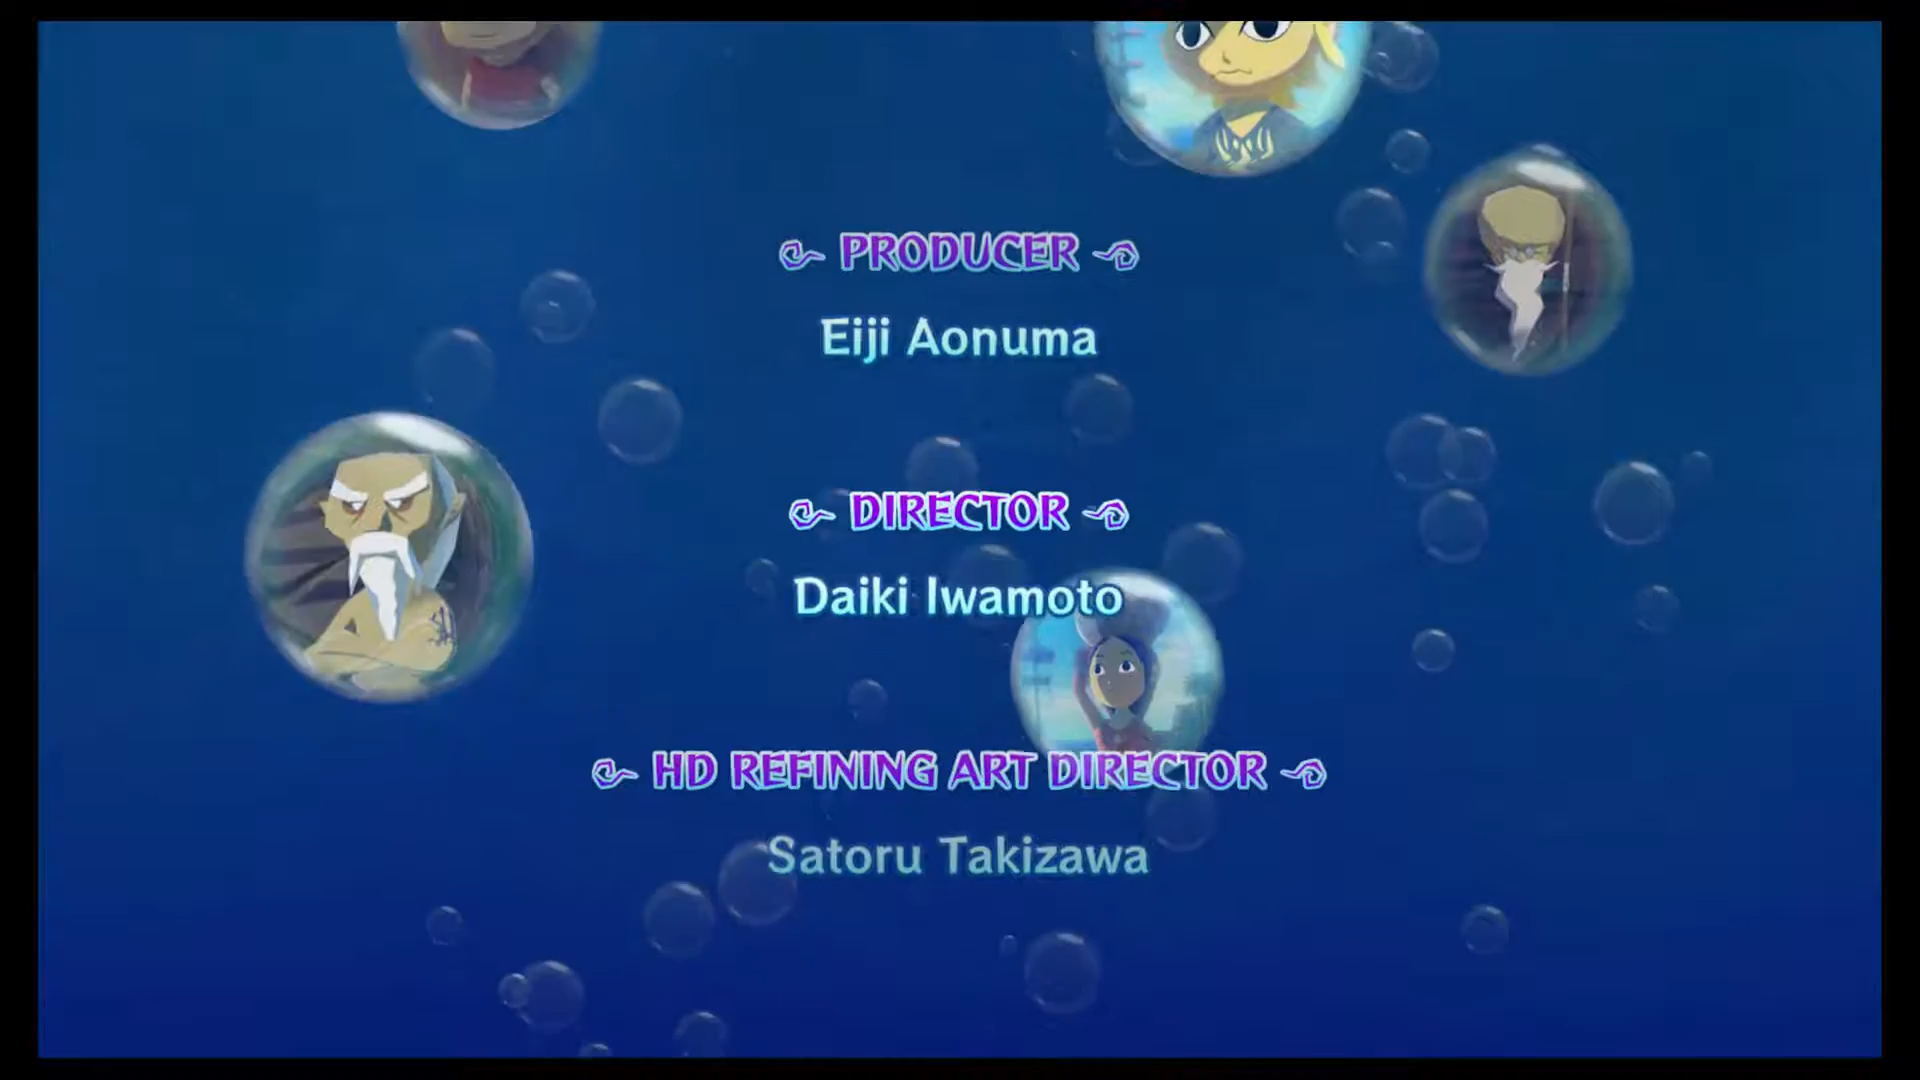 PRODUCER
Eiji Aonuma
DIRECTOR
Daiki Iwamoto
HD REFINING ART DIRECTOR
Satoru Takizawa